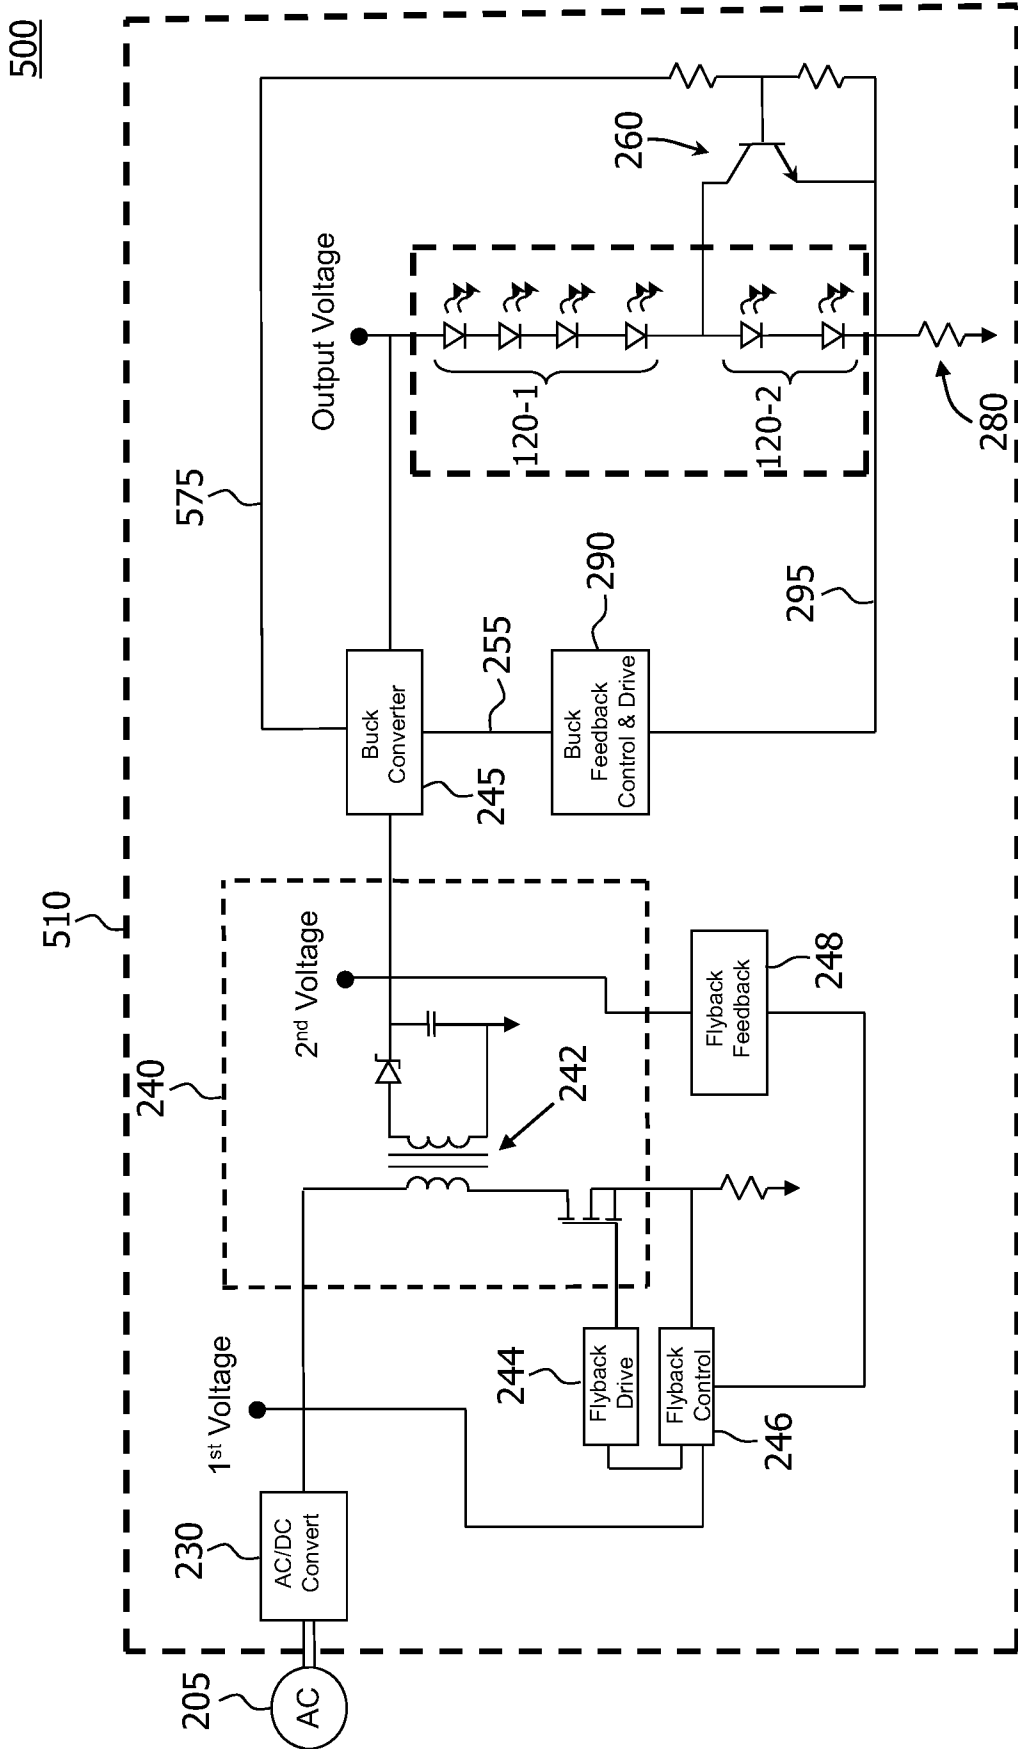 500
510
205
AC
230
AC/DC
Convert
1st Voltage
240
2nd Voltage
242
244
Flyback
Drive
Flyback
Control
246
Flyback
Feedback
248
575
Buck
Converter
245
255
Buck
Feedback
Control & Drive
290
295
Output Voltage
120-1
120-2
260
280